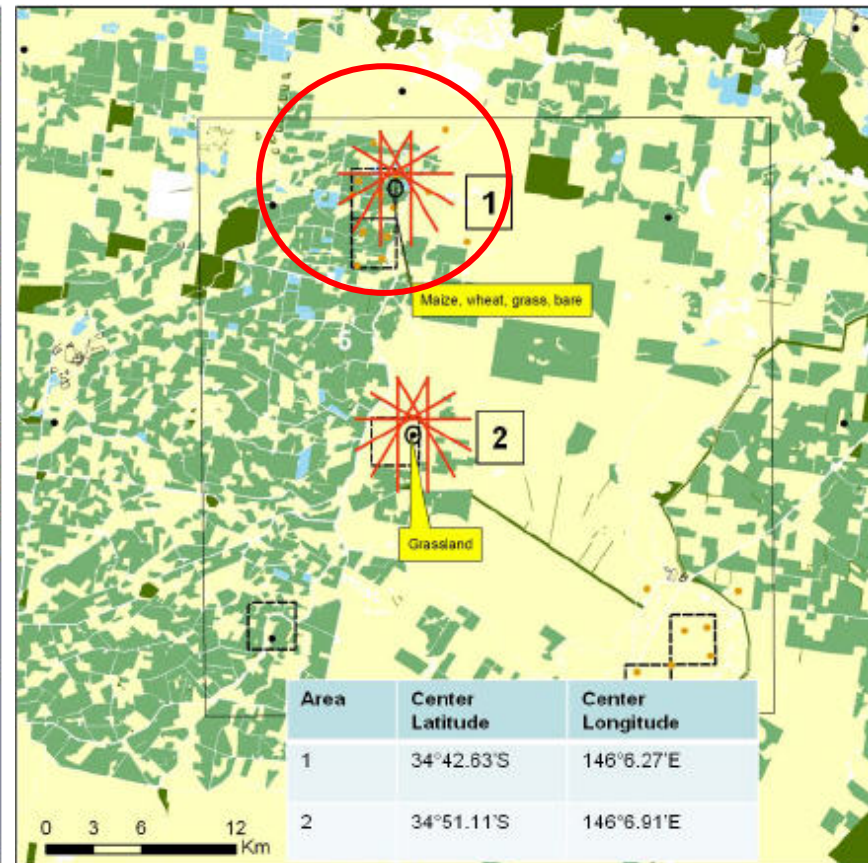 1
Maize, wheat, grass, bare
5
2
Grassland
Area Center Latitude Center Longitude
1 34°42.63'S 146°6.27'E
2 34°51.11'S 146°6.91'E
0 3 6 12
Km